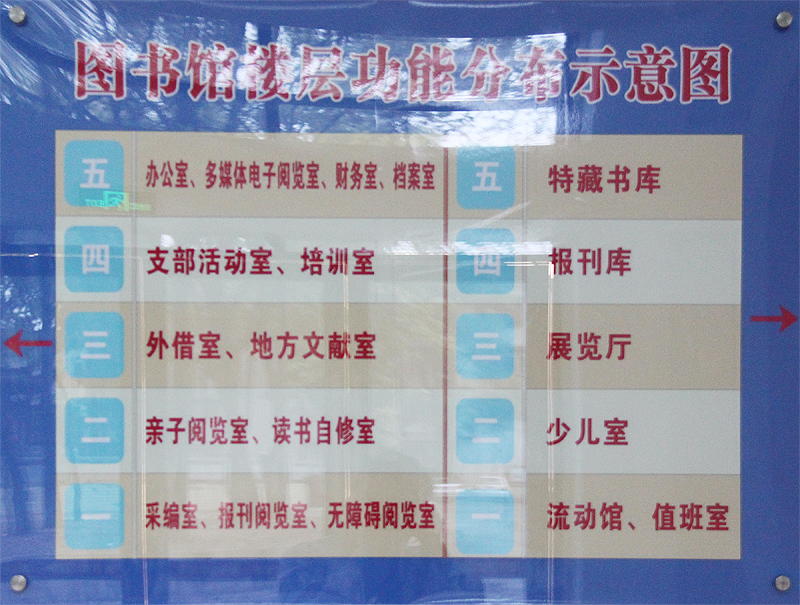 图书馆楼层功能分布示意图
五 办公室、多媒体电子阅览室、财务室、档案室 五 特藏书库
四 支部活动室、培训室 四 报刊库
三 外借室、地方文献室 三 展览厅
二 亲子阅览室、读书自修室 二 少儿室
一 采编室、报刊阅览室、无障碍阅览室 一 流动馆、值班室